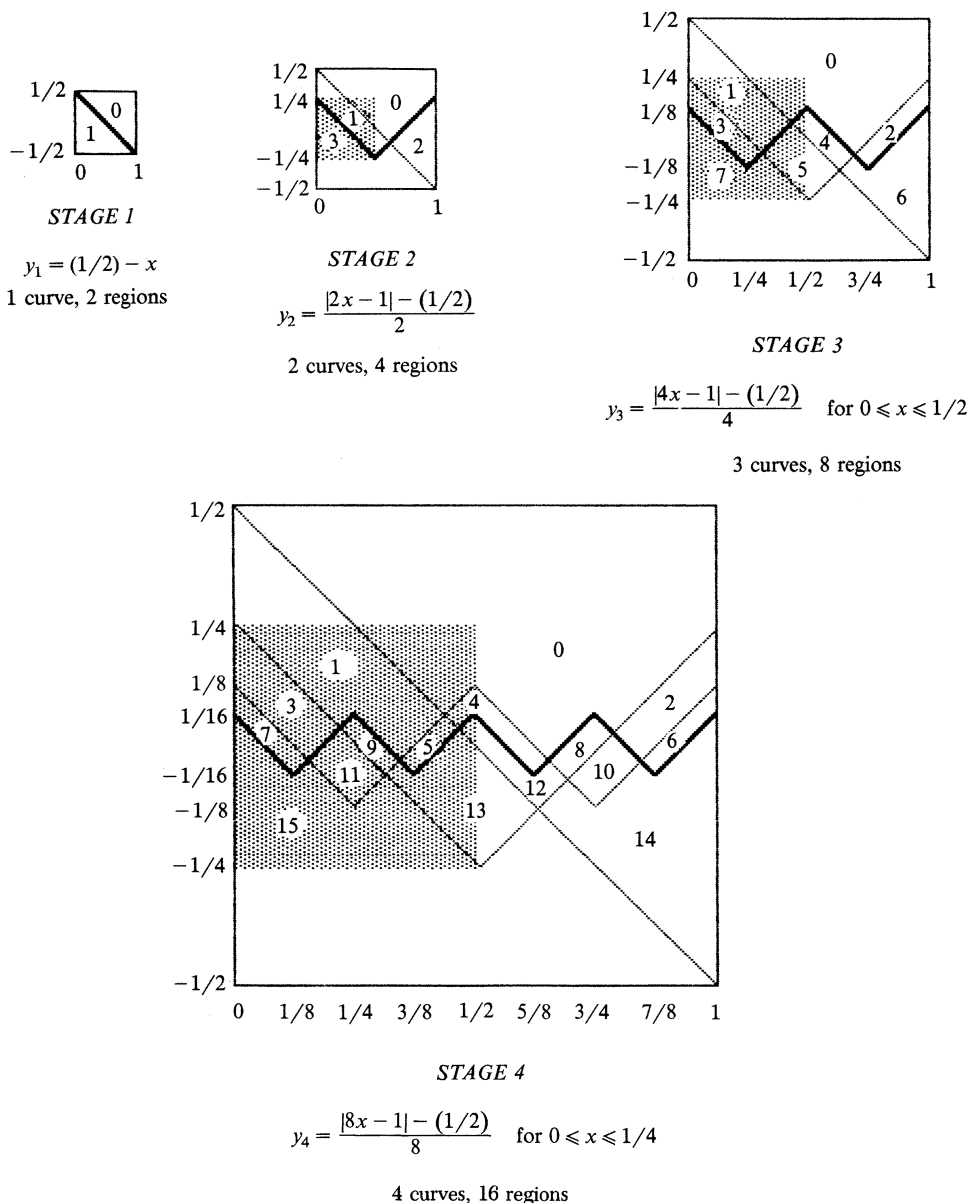 1/2
0
1
−1/2
0 1
STAGE 1
y₁ = (1/2) − x
1 curve, 2 regions
1/2
1/4
0
1
3
2
−1/4
−1/2
0 1
STAGE 2
y₂ = |2x − 1| − (1/2) / 2
2 curves, 4 regions
1/2
0
1/4
1
1/8
3 4 2
−1/8
7 5
−1/4
6
−1/2
0 1/4 1/2 3/4 1
STAGE 3
y₃ = |4x − 1| − (1/2) / 4 for 0 ⩽ x ⩽ 1/2
3 curves, 8 regions
1/2
1/4
0
1
1/8
3 4 2
1/16
7 9 5 8 6
−1/16
11 12 10
−1/8
15 13 14
−1/4
−1/2
0 1/8 1/4 3/8 1/2 5/8 3/4 7/8 1
STAGE 4
y₄ = |8x − 1| − (1/2) / 8 for 0 ⩽ x ⩽ 1/4
4 curves, 16 regions